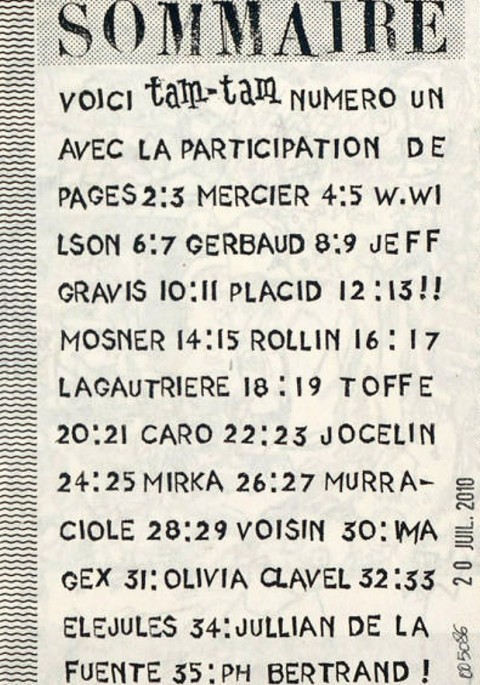 SOMMAIRE
VOICI tam-tam NUMERO UN
AVEC LA PARTICIPATION DE
PAGES 2:3 MERCIER 4:5 W.WI
LSON 6:7 GERBAUD 8:9 JEFF
GRAVIS 10:11 PLACID 12:13!!
MOSNER 14:15 ROLLIN 16:17
LAGAUTRIERE 18:19 TOFFE
20:21 CARO 22:23 JOCELIN
24:25 MIRKA 26:27 MURRA-
CIOLE 28:29 VOISIN 30:IMA
GEX 31:OLIVIA CLAVEL 32:33
ELEJULES 34:JULLIAN DE LA
FUENTE 35:PH BERTRAND !
20 JUIL. 2010